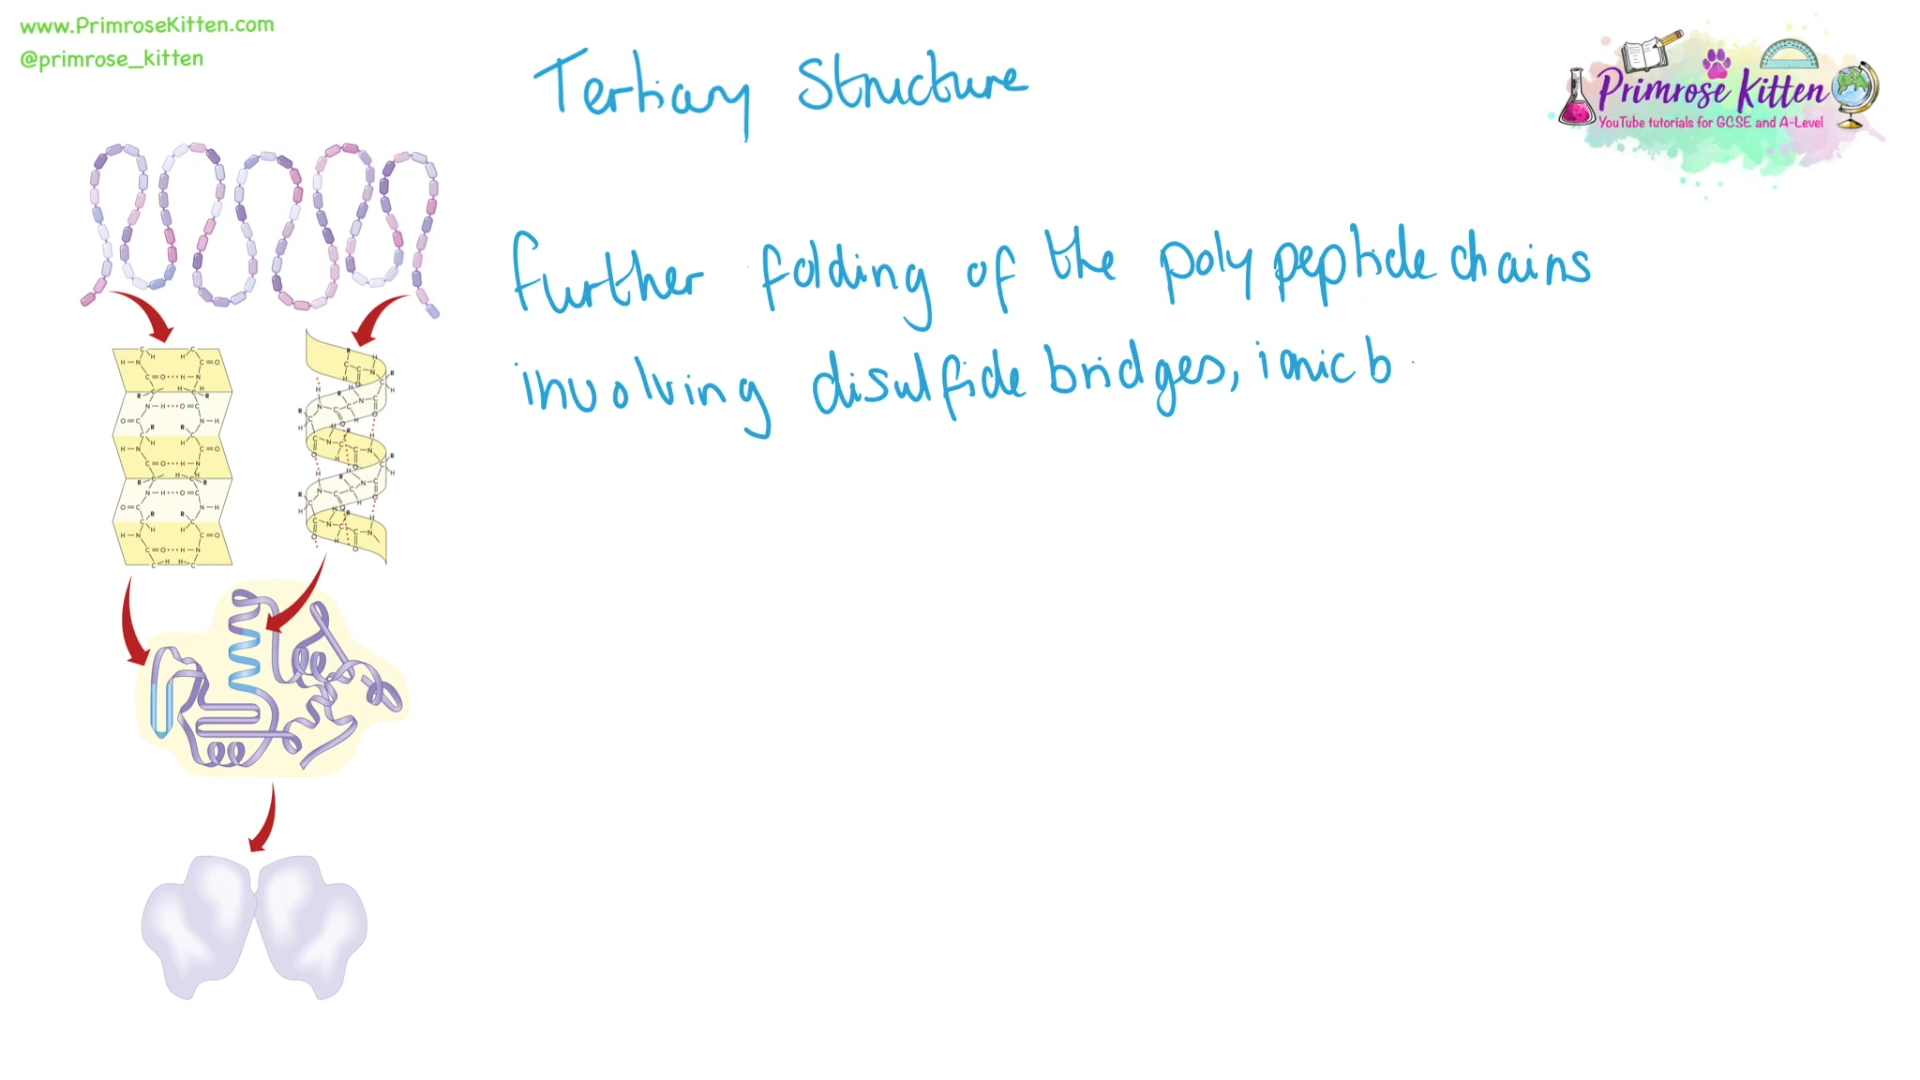 www.PrimroseKitten.com
@primrose_kitten
Tertiary Structure
Primrose Kitten
YouTube tutorials for GCSE and A-Level
further folding of the polypeptide chains
involving disulfide bridges, ionic b